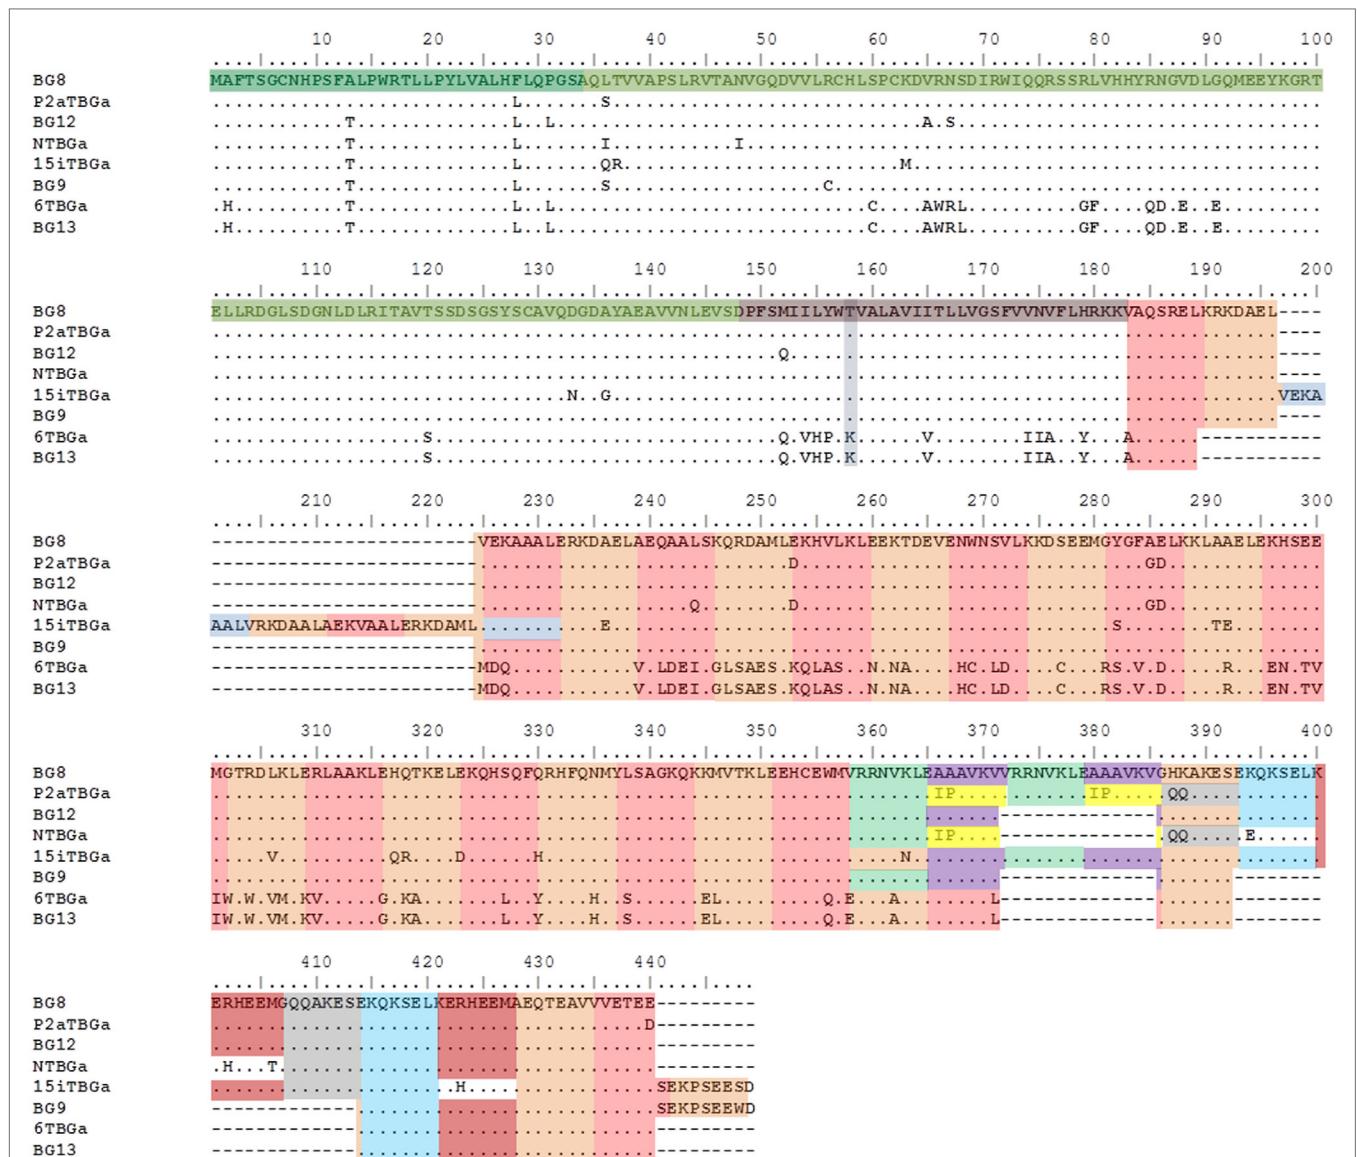 10 20 30 40 50 60 70 80 90 100
BG8 MAFTSGCNHPSFALPWRTLLPYLVALHFLQPGSAQLTVVAPSLRVTANVGQDVVLRCHLSPCKDVRNSDIRWIQQRSSRLVHHYRNGVDLGQMEEYKGRT
P2aTBGa ...........................L.......S................................................................
BG12 ............T..............L..L.................................A.S.................................
NTBGa ............T..............L.......I...........I....................................................
15iTBGa ............T..............L.......QR.........................M.....................................
BG9 ............T..............L.......S...................C............................................
6TBGa .H..........T..............L..L............................C....AWRL..........GF....QD.E..E.........
BG13 .H..........T..............L..L............................C....AWRL..........GF....QD.E..E.........
110 120 130 140 150 160 170 180 190 200
BG8 ELLRDGLSDGNLDLRITAVTSSDSGSYSCAVQDGDAYAEAVVNLEVSDPFSMIILYWTVALAVIITLLVGSFVVNVFLHRKKVAQSRELKRKDAEL----
P2aTBGa ................................................................................................----
BG12 ...................................................Q............................................----
NTBGa ................................................................................................----
15iTBGa ................................N..G............................................................VEKA
BG9 ................................................................................................----
6TBGa ...................S...............................Q.VHP.K......V........IIA..Y...A......-----------
BG13 ...................S...............................Q.VHP.K......V........IIA..Y...A......-----------
210 220 230 240 250 260 270 280 290 300
BG8 ------------------------VEKAAALERKDAELAEQAALSKQRDAMLEKHVLKLEEKTDEVENWNSVLKKDSEEMGYGFAELKKLAAELEKHSEE
P2aTBGa ------------------------............................D...............................GD..............
BG12 ------------------------............................................................................
NTBGa ------------------------...................Q........D...............................GD..............
15iTBGa AALVRKDAALAEKVAALERKDAML...........E.............................................S........TE........
BG9 ------------------------............................................................................
6TBGa ------------------------MDQ...........V.LDEI.GLSAES.KQLAS..N.NA....HC.LD....C...RS.V.D.....R...EN.TV
BG13 ------------------------MDQ...........V.LDEI.GLSAES.KQLAS..N.NA....HC.LD....C...RS.V.D.....R...EN.TV
310 320 330 340 350 360 370 380 390 400
BG8 MGTRDLKLERLAAKLEHQTKELEKQHSQFQRHFQNMYLSAGKQKKMVTKLEEHCEWMVRRNVKLEAAAVKVVRRNVKLEAAAVKVGHKAKESEKQKSELK
P2aTBGa .................................................................IP............IP.....QQ............
BG12 .......................................................................--------------...............
NTBGa .................................................................IP....--------------.QQ.....E......
15iTBGa .....V..........QR....D......H................................N.....................................
BG9 .......................................................................--------------.......--------
6TBGa IW.W.VM.KV.....G.KA.......L..Y....H..S......EL.........Q.E...A........L--------------.......--------
BG13 IW.W.VM.KV.....G.KA.......L..Y....H..S......EL.........Q.E...A........L--------------.......--------
410 420 430 440
BG8 ERHEEMGQQAKESEKQKSELKERHEEMAEQTEAVVVETEE---------
P2aTBGa .......................................D---------
BG12 ........................................---------
NTBGa .H...T..................................---------
15iTBGa ......................H.................SEKPSEESD
BG9 -------------...........................SEKPSEEWD
6TBGa -------------...........................---------
BG13 -------------...........................---------